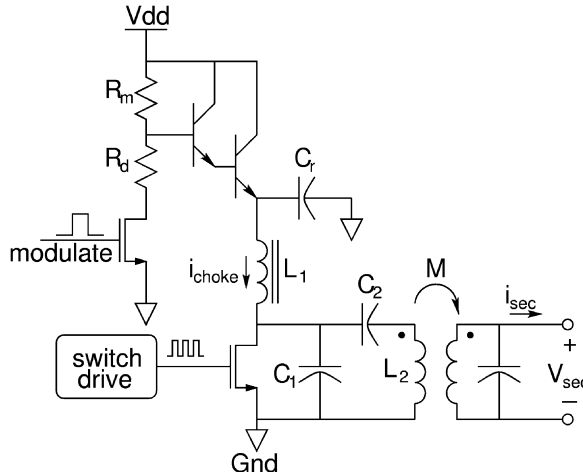 Vdd
Rm
Rd
Cr
modulate
ichoke
L1
M
isec
C2
switch
drive
C1
L2
+
Vsec
−
Gnd